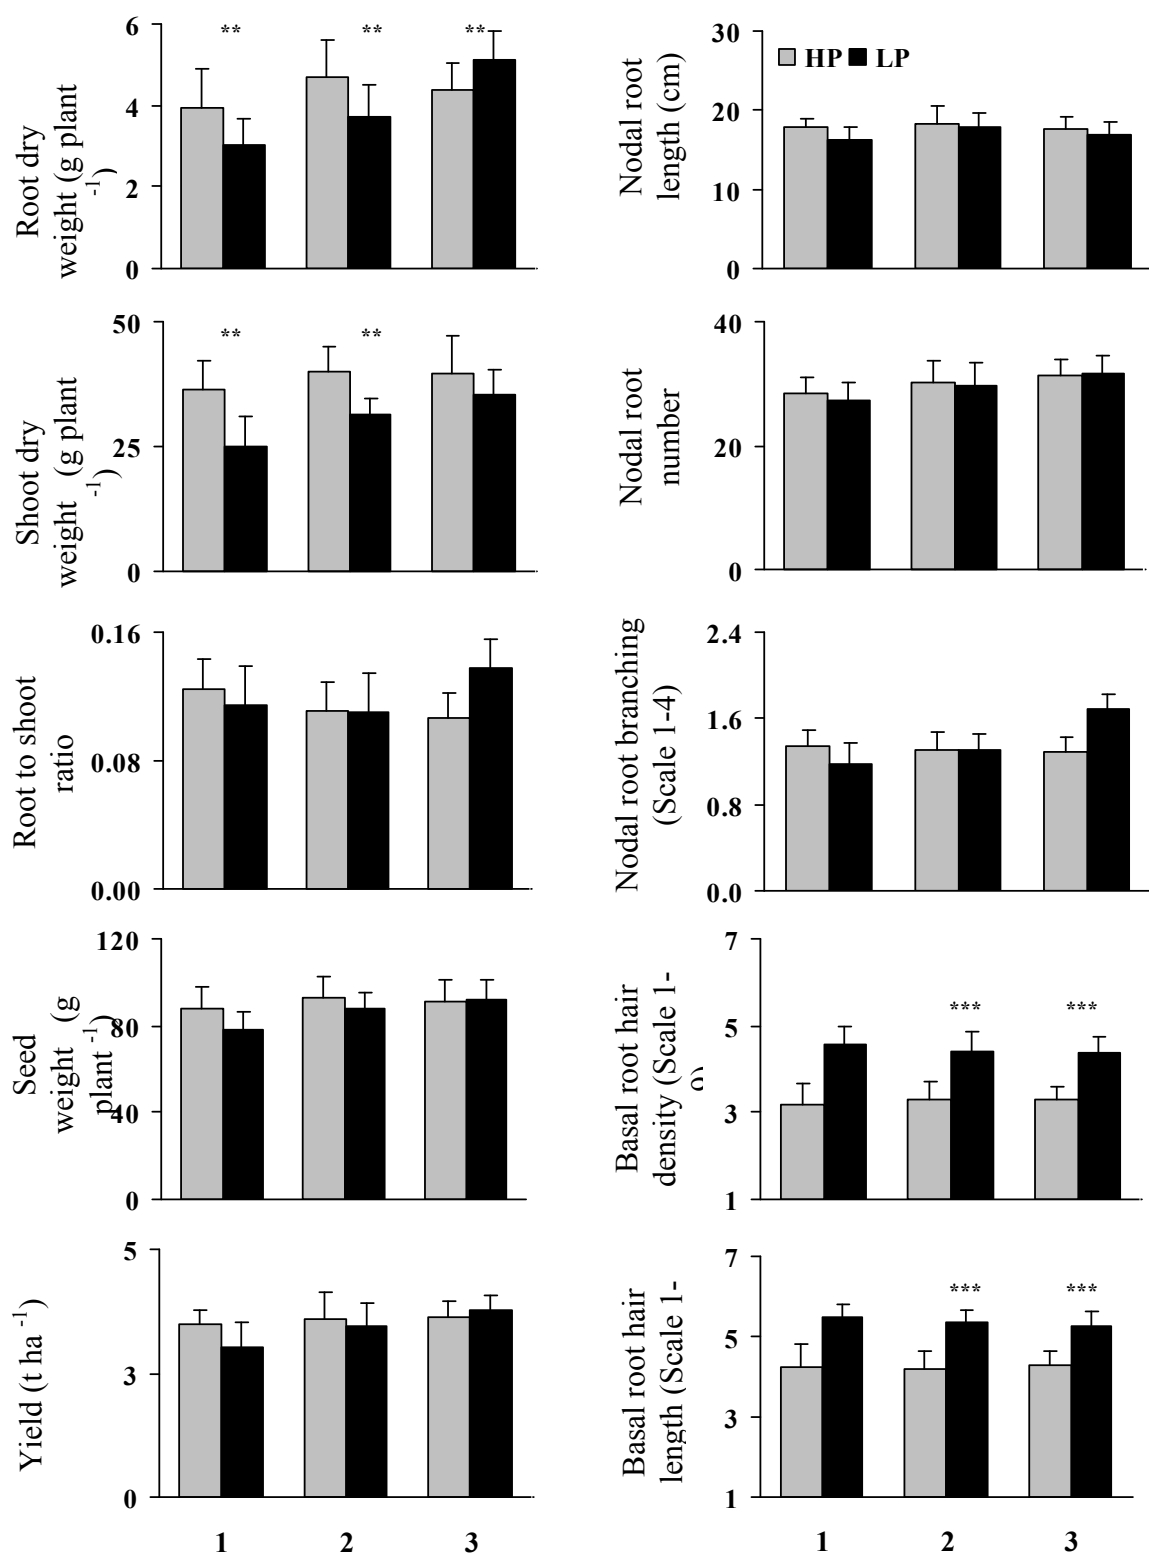 6
4
2
0
Root dry
weight (g plant
-1)
** ** **
50
25
0
Shoot dry
weight (g plant
-1)
** **
0.16
0.08
0.00
Root to shoot
ratio
120
80
40
0
Seed
weight (g
plant -1)
5
3
0
Yield (t ha -1)
1 2 3
30
20
10
0
Nodal root
length (cm)
HP LP
40
20
0
Nodal root
number
2.4
1.6
0.8
0.0
Nodal root branching
(Scale 1-4)
7
5
3
1
Basal root hair
density (Scale 1-
*** ***
7
5
3
1
Basal root hair
length (Scale 1-
*** ***
1 2 3